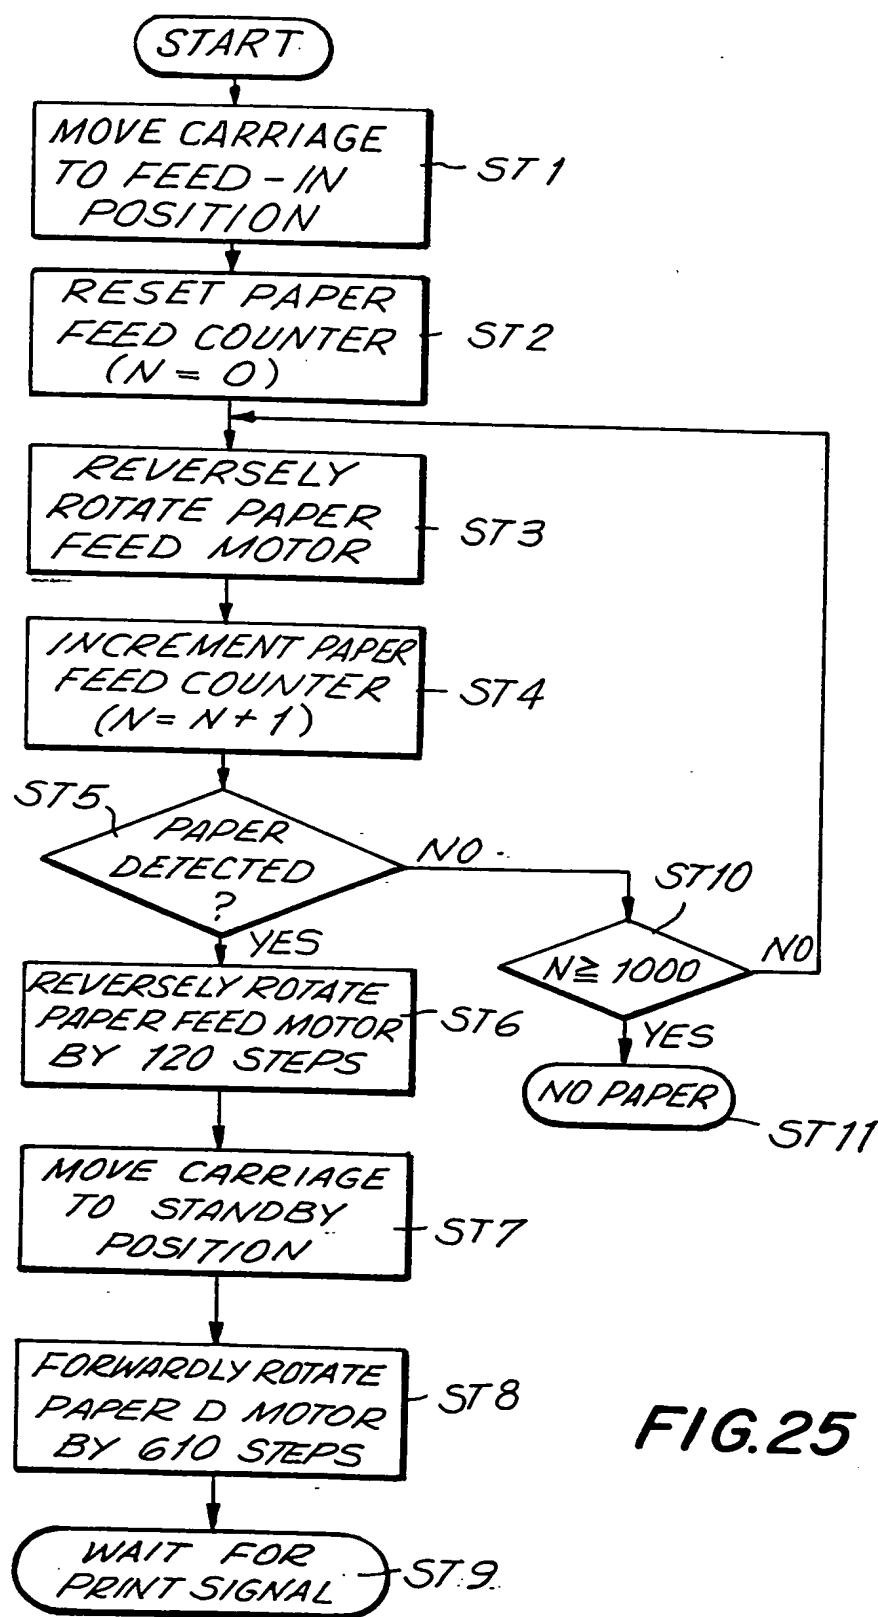 START
MOVE CARRIAGE
TO FEED-IN
POSITION
ST1
RESET PAPER
FEED COUNTER
(N = 0)
ST2
REVERSELY
ROTATE PAPER
FEED MOTOR
ST3
INCREMENT PAPER
FEED COUNTER
(N = N + 1)
ST4
ST5
PAPER
DETECTED
?
NO
YES
ST10
N ≧ 1000
NO
YES
NO PAPER
ST11
REVERSELY ROTATE
PAPER FEED MOTOR
BY 120 STEPS
ST6
MOVE CARRIAGE
TO STANDBY
POSITION
ST7
FORWARDLY ROTATE
PAPER D MOTOR
BY 610 STEPS
ST8
FIG.25
WAIT FOR
PRINT SIGNAL
ST9